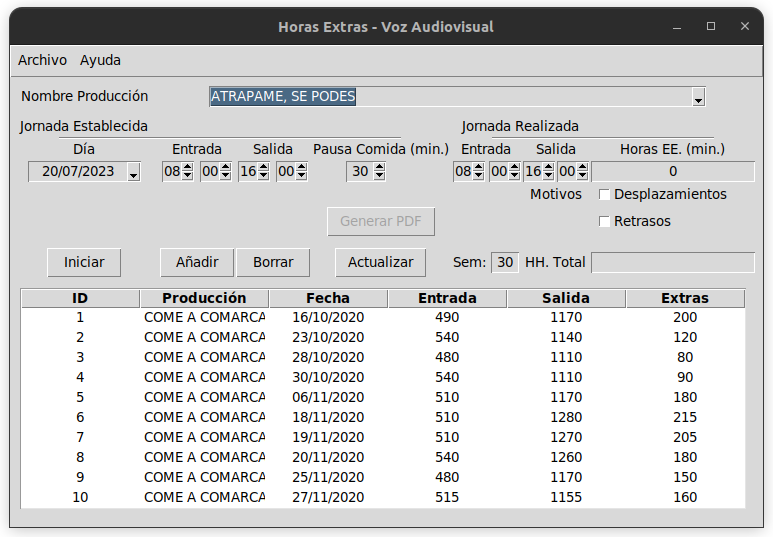 Horas Extras - Voz Audiovisual
Archivo Ayuda
Nombre Producción ATRAPAME, SE PODES
Jornada Establecida Jornada Realizada
Día Entrada Salida Pausa Comida (min.) Entrada Salida Horas EE. (min.)
20/07/2023 08 00 16 00 30 08 00 16 00 0
Motivos Desplazamientos
Generar PDF Retrasos
Iniciar Añadir Borrar Actualizar Sem: 30 HH. Total
ID Producción Fecha Entrada Salida Extras
1 COME A COMARCA 16/10/2020 490 1170 200
2 COME A COMARCA 23/10/2020 540 1140 120
3 COME A COMARCA 28/10/2020 480 1110 80
4 COME A COMARCA 30/10/2020 540 1110 90
5 COME A COMARCA 06/11/2020 510 1170 180
6 COME A COMARCA 18/11/2020 510 1280 215
7 COME A COMARCA 19/11/2020 510 1270 205
8 COME A COMARCA 20/11/2020 540 1260 180
9 COME A COMARCA 25/11/2020 480 1170 150
10 COME A COMARCA 27/11/2020 515 1155 160